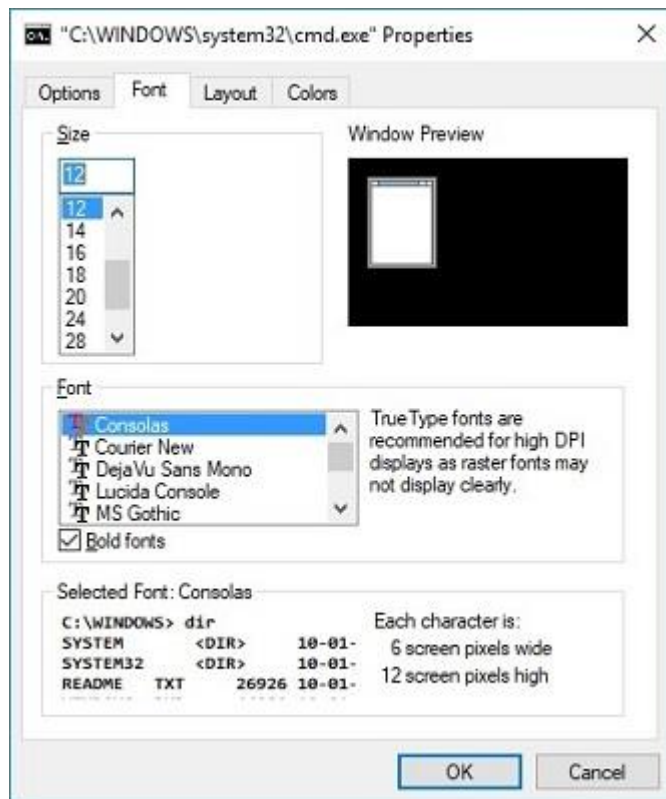 "C:\WINDOWS\system32\cmd.exe" Properties
Options Font Layout Colors
Size
12
12
14
16
18
20
24
28
Window Preview
Font
Consolas
Courier New
DejaVu Sans Mono
Lucida Console
MS Gothic
Bold fonts
TrueType fonts are
recommended for high DPI
displays as raster fonts may
not display clearly.
Selected Font: Consolas
C:\WINDOWS> dir
SYSTEM <DIR> 10-01-
SYSTEM32 <DIR> 10-01-
README TXT 26926 10-01-
Each character is:
6 screen pixels wide
12 screen pixels high
OK Cancel